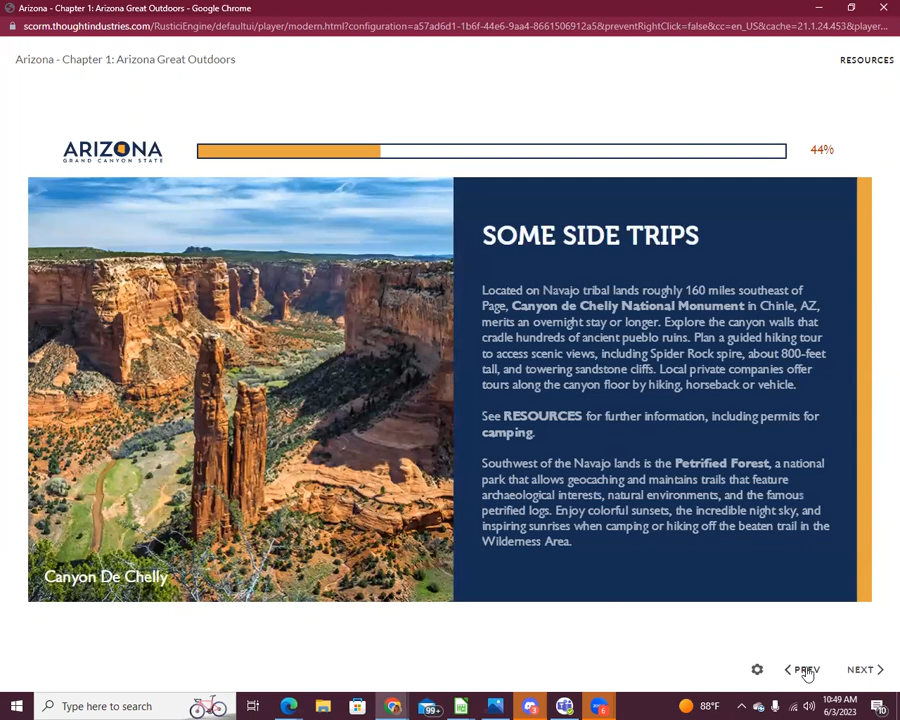 Arizona - Chapter 1: Arizona Great Outdoors - Google Chrome
scorm.thoughtindustries.com/RusticiEngine/defaultui/player/modern.html?configuration=a57ad6d1-1b6f-44e6-9aa4-8661506912a5&preventRightClick=false&cc=en_US&cache=21.1.24.453&player...
Arizona - Chapter 1: Arizona Great Outdoors
RESOURCES
ARIZONA
GRAND CANYON STATE
44%
SOME SIDE TRIPS
Located on Navajo tribal lands roughly 160 miles southeast of
Page, Canyon de Chelly National Monument in Chinle, AZ,
merits an overnight stay or longer. Explore the canyon walls that
cradle hundreds of ancient pueblo ruins. Plan a guided hiking tour
to access scenic views, including Spider Rock spire, about 800-feet
tall, and towering sandstone cliffs. Local private companies offer
tours along the canyon floor by hiking, horseback or vehicle.
See RESOURCES for further information, including permits for
camping.
Southwest of the Navajo lands is the Petrified Forest, a national
park that allows geocaching and maintains trails that feature
archaeological interests, natural environments, and the famous
petrified logs. Enjoy colorful sunsets, the incredible night sky, and
inspiring sunrises when camping or hiking off the beaten trail in the
Wilderness Area.
Canyon De Chelly
PREV
NEXT
Type here to search
99+
3
6
88°F
10:49 AM
6/3/2023
10